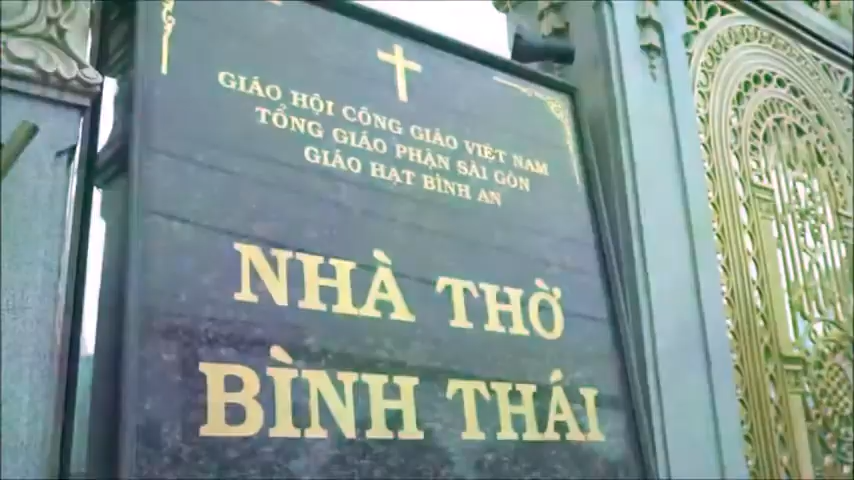 GIÁO HỘI CÔNG GIÁO VIỆT NAM
TỔNG GIÁO PHẬN SÀI GÒN
GIÁO HẠT BÌNH AN
NHÀ THỜ
BÌNH THÁI